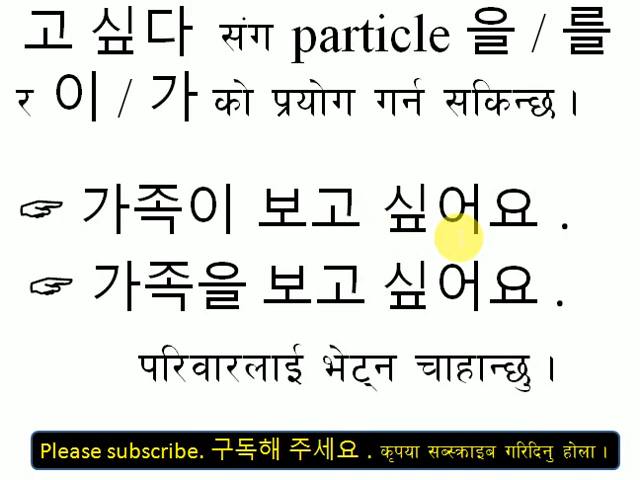 고 싶다 संग particle 을 / 를
र 이 / 가 को प्रयोग गर्न सकिन्छ ।
☞ 가족이 보고 싶어요 .
☞ 가족을 보고 싶어요 .
परिवारलाई भेट्न चाहान्छु ।
Please subscribe. 구독해 주세요 . कृपया सब्स्क्राइब गरिदिनु होला ।